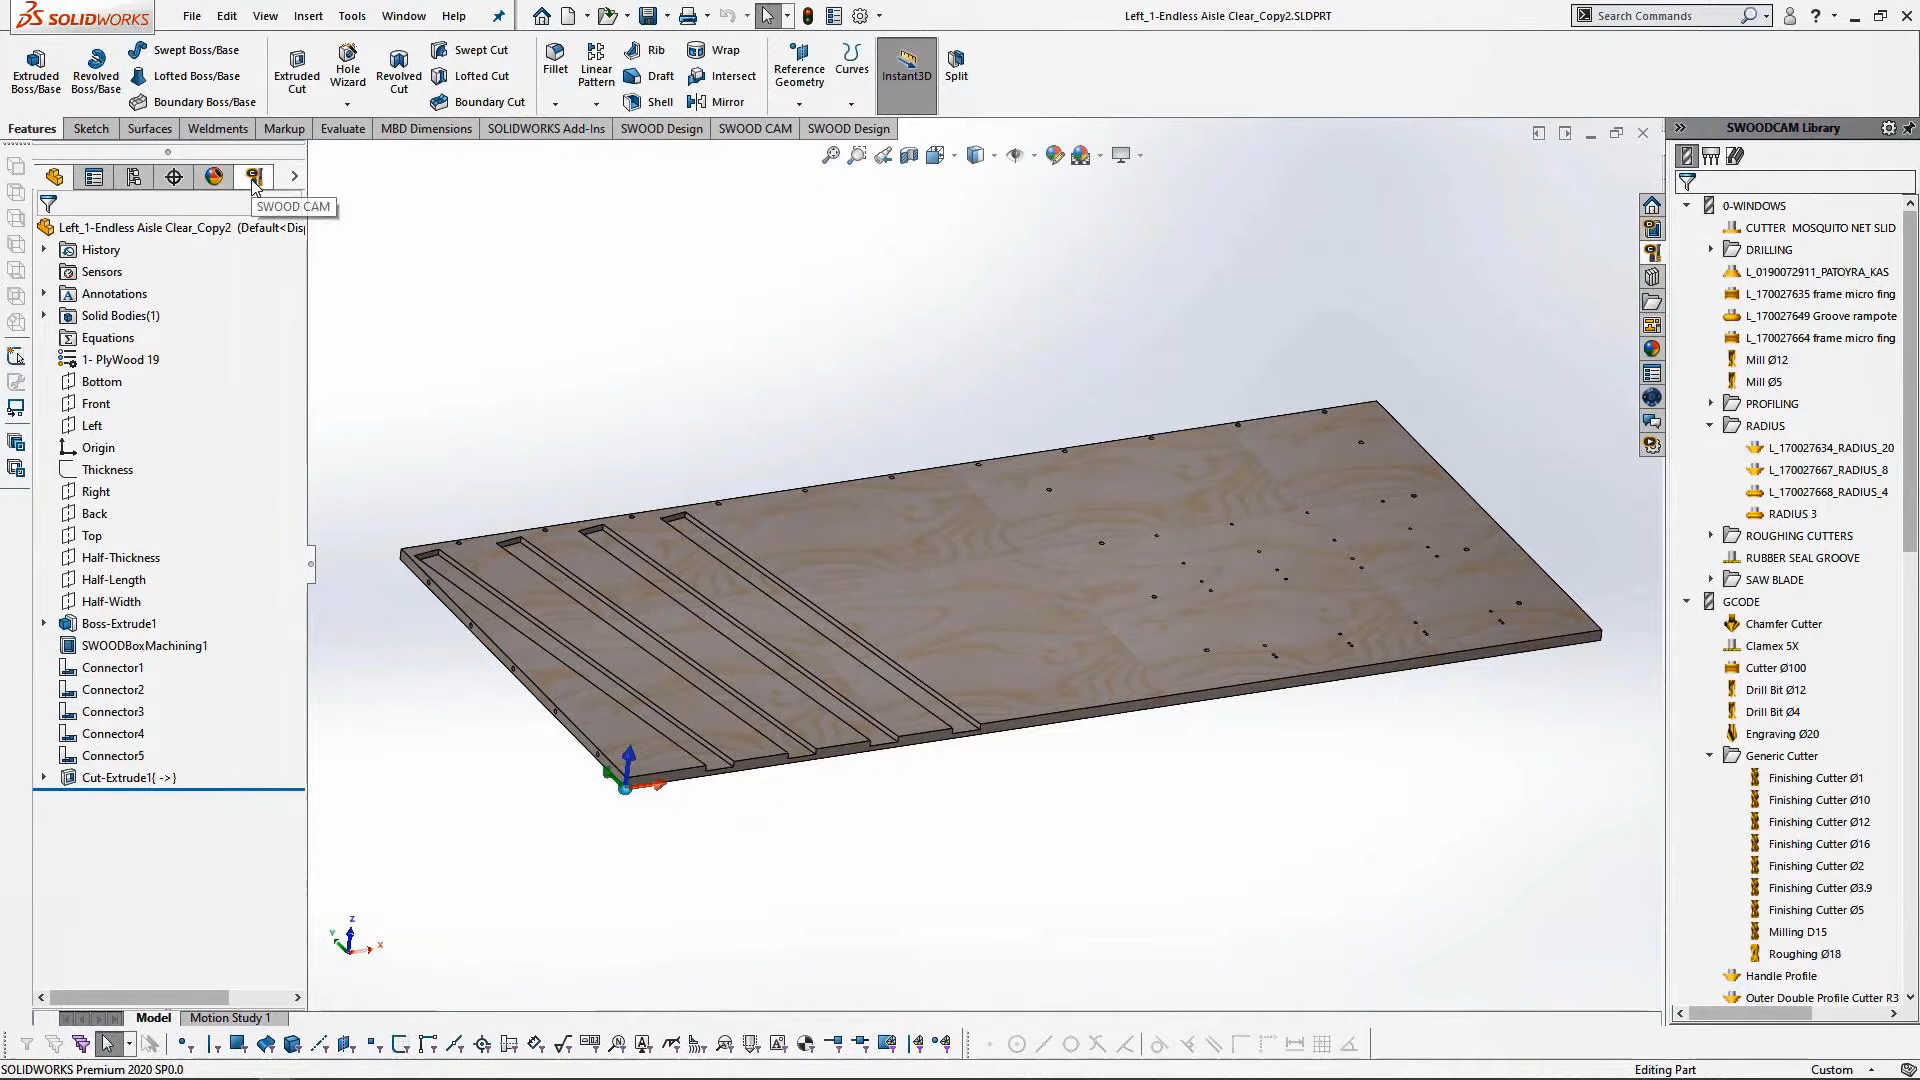 SOLIDWORKS
File Edit View Insert Tools Window Help
Left_1-Endless Aisle Clear_Copy2.SLDPRT
Search Commands
Extruded Boss/Base
Revolved Boss/Base
Swept Boss/Base
Lofted Boss/Base
Boundary Boss/Base
Extruded Cut
Hole Wizard
Revolved Cut
Swept Cut
Lofted Cut
Boundary Cut
Fillet
Linear Pattern
Rib
Draft
Shell
Wrap
Intersect
Mirror
Reference Geometry
Curves
Instant3D
Split
Features Sketch Surfaces Weldments Markup Evaluate MBD Dimensions SOLIDWORKS Add-Ins SWOOD Design SWOOD CAM SWOOD Design
SWOOD CAM
Left_1-Endless Aisle Clear_Copy2 (Default<Dis
History
Sensors
Annotations
Solid Bodies(1)
Equations
1- PlyWood 19
Bottom
Front
Left
Origin
Thickness
Right
Back
Top
Half-Thickness
Half-Length
Half-Width
Boss-Extrude1
SWOODBoxMachining1
Connector1
Connector2
Connector3
Connector4
Connector5
Cut-Extrude1{ ->}
z
Y
x
SWOODCAM Library
0-WINDOWS
CUTTER MOSQUITO NET SLID
DRILLING
L_0190072911_PATOYRA_KAS
L_170027635 frame micro fing
L_170027649 Groove rampote
L_170027664 frame micro fing
Mill Ø12
Mill Ø5
PROFILING
RADIUS
L_170027634_RADIUS_20
L_170027667_RADIUS_8
L_170027668_RADIUS_4
RADIUS 3
ROUGHING CUTTERS
RUBBER SEAL GROOVE
SAW BLADE
GCODE
Chamfer Cutter
Clamex 5X
Cutter Ø100
Drill Bit Ø12
Drill Bit Ø4
Engraving Ø20
Generic Cutter
Finishing Cutter Ø1
Finishing Cutter Ø10
Finishing Cutter Ø12
Finishing Cutter Ø16
Finishing Cutter Ø2
Finishing Cutter Ø3.9
Finishing Cutter Ø5
Milling D15
Roughing Ø18
Handle Profile
Outer Double Profile Cutter R3
Model Motion Study 1
SOLIDWORKS Premium 2020 SP0.0
Editing Part
Custom